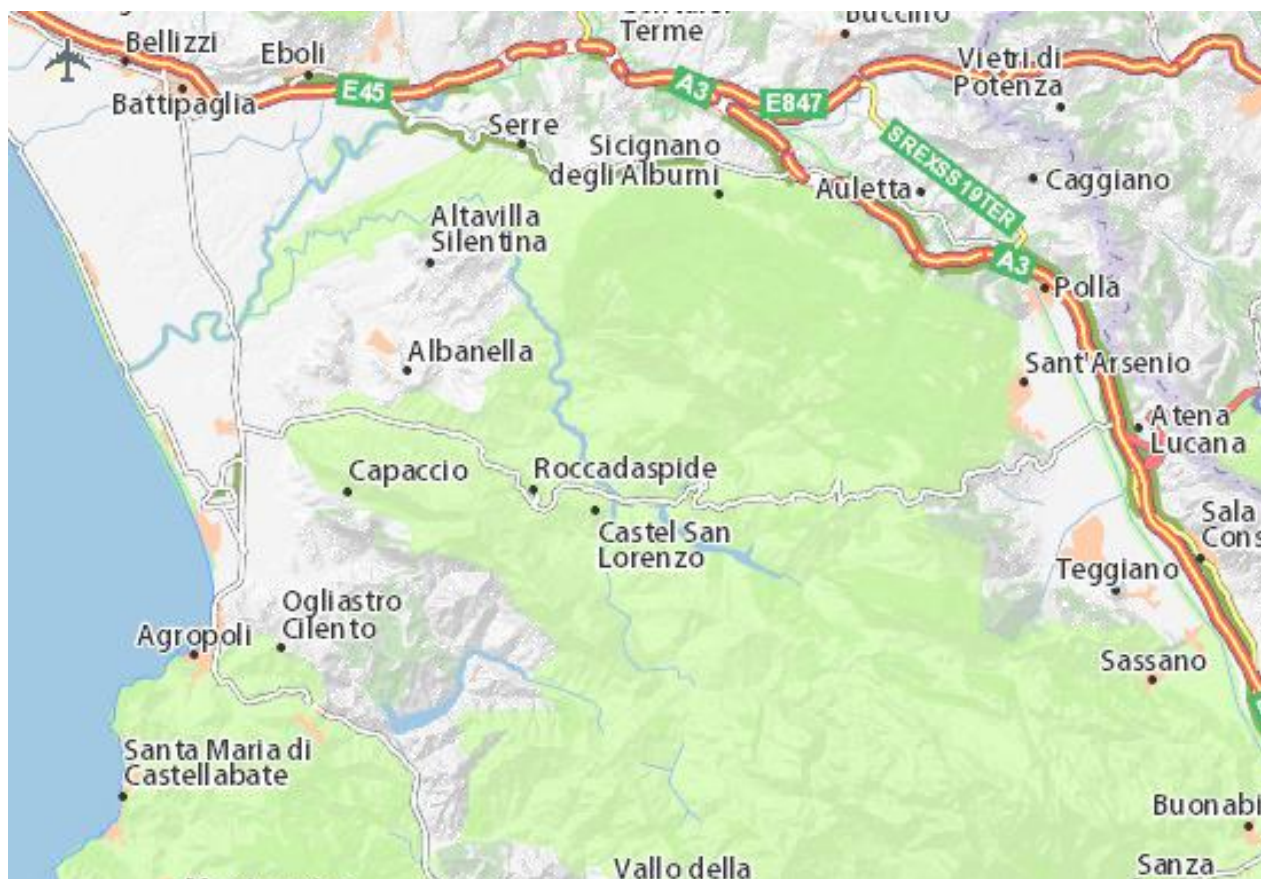 Terme
Bellizzi
Eboli
Vietri di
Potenza
Battipaglia
E45
A3
E847
Serre
Sicignano
degli Alburni
SREXSS19TER
Auletta
Caggiano
Altavilla
Silentina
A3
Polla
Albanella
Sant'Arsenio
Atena
Lucana
Capaccio
Roccadaspide
Castel San
Lorenzo
Sala
Cons
Teggiano
Ogliastro
Cilento
Agropoli
Sassano
Santa Maria di
Castellabate
Buonabi
Vallo della
Sanza